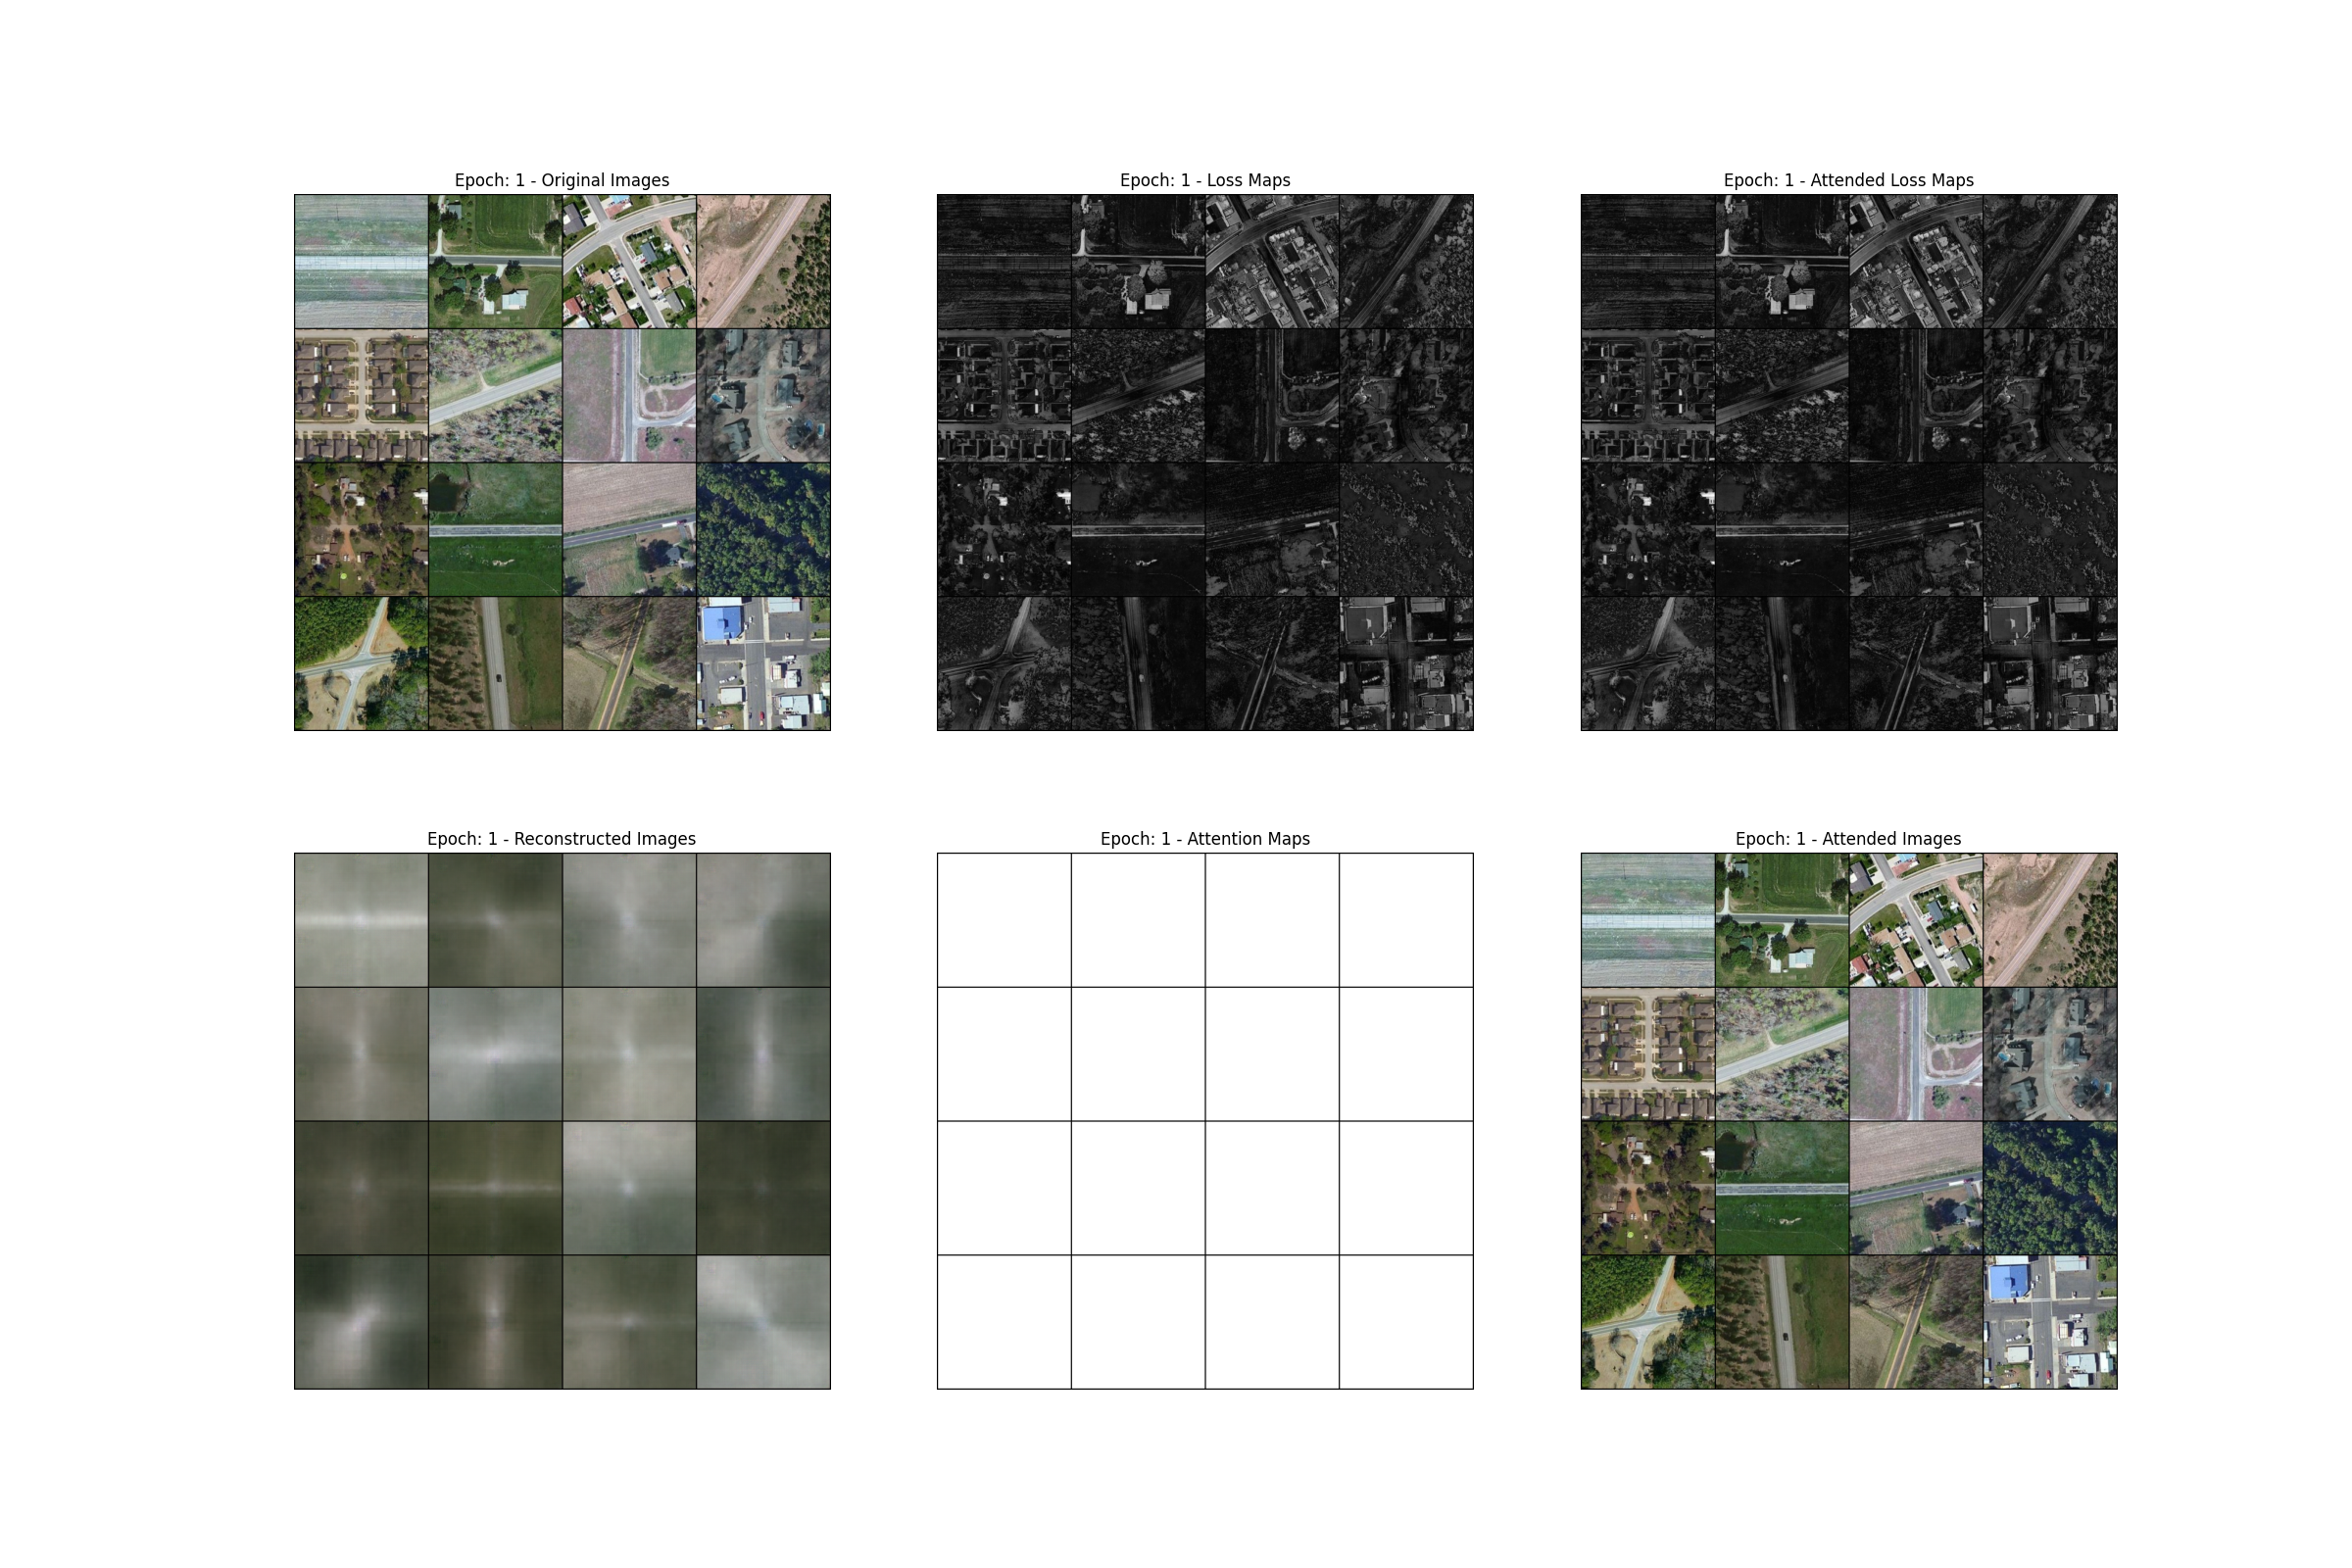 Epoch: 1 - Original Images
Epoch: 1 - Loss Maps
Epoch: 1 - Attended Loss Maps
Epoch: 1 - Reconstructed Images
Epoch: 1 - Attention Maps
Epoch: 1 - Attended Images